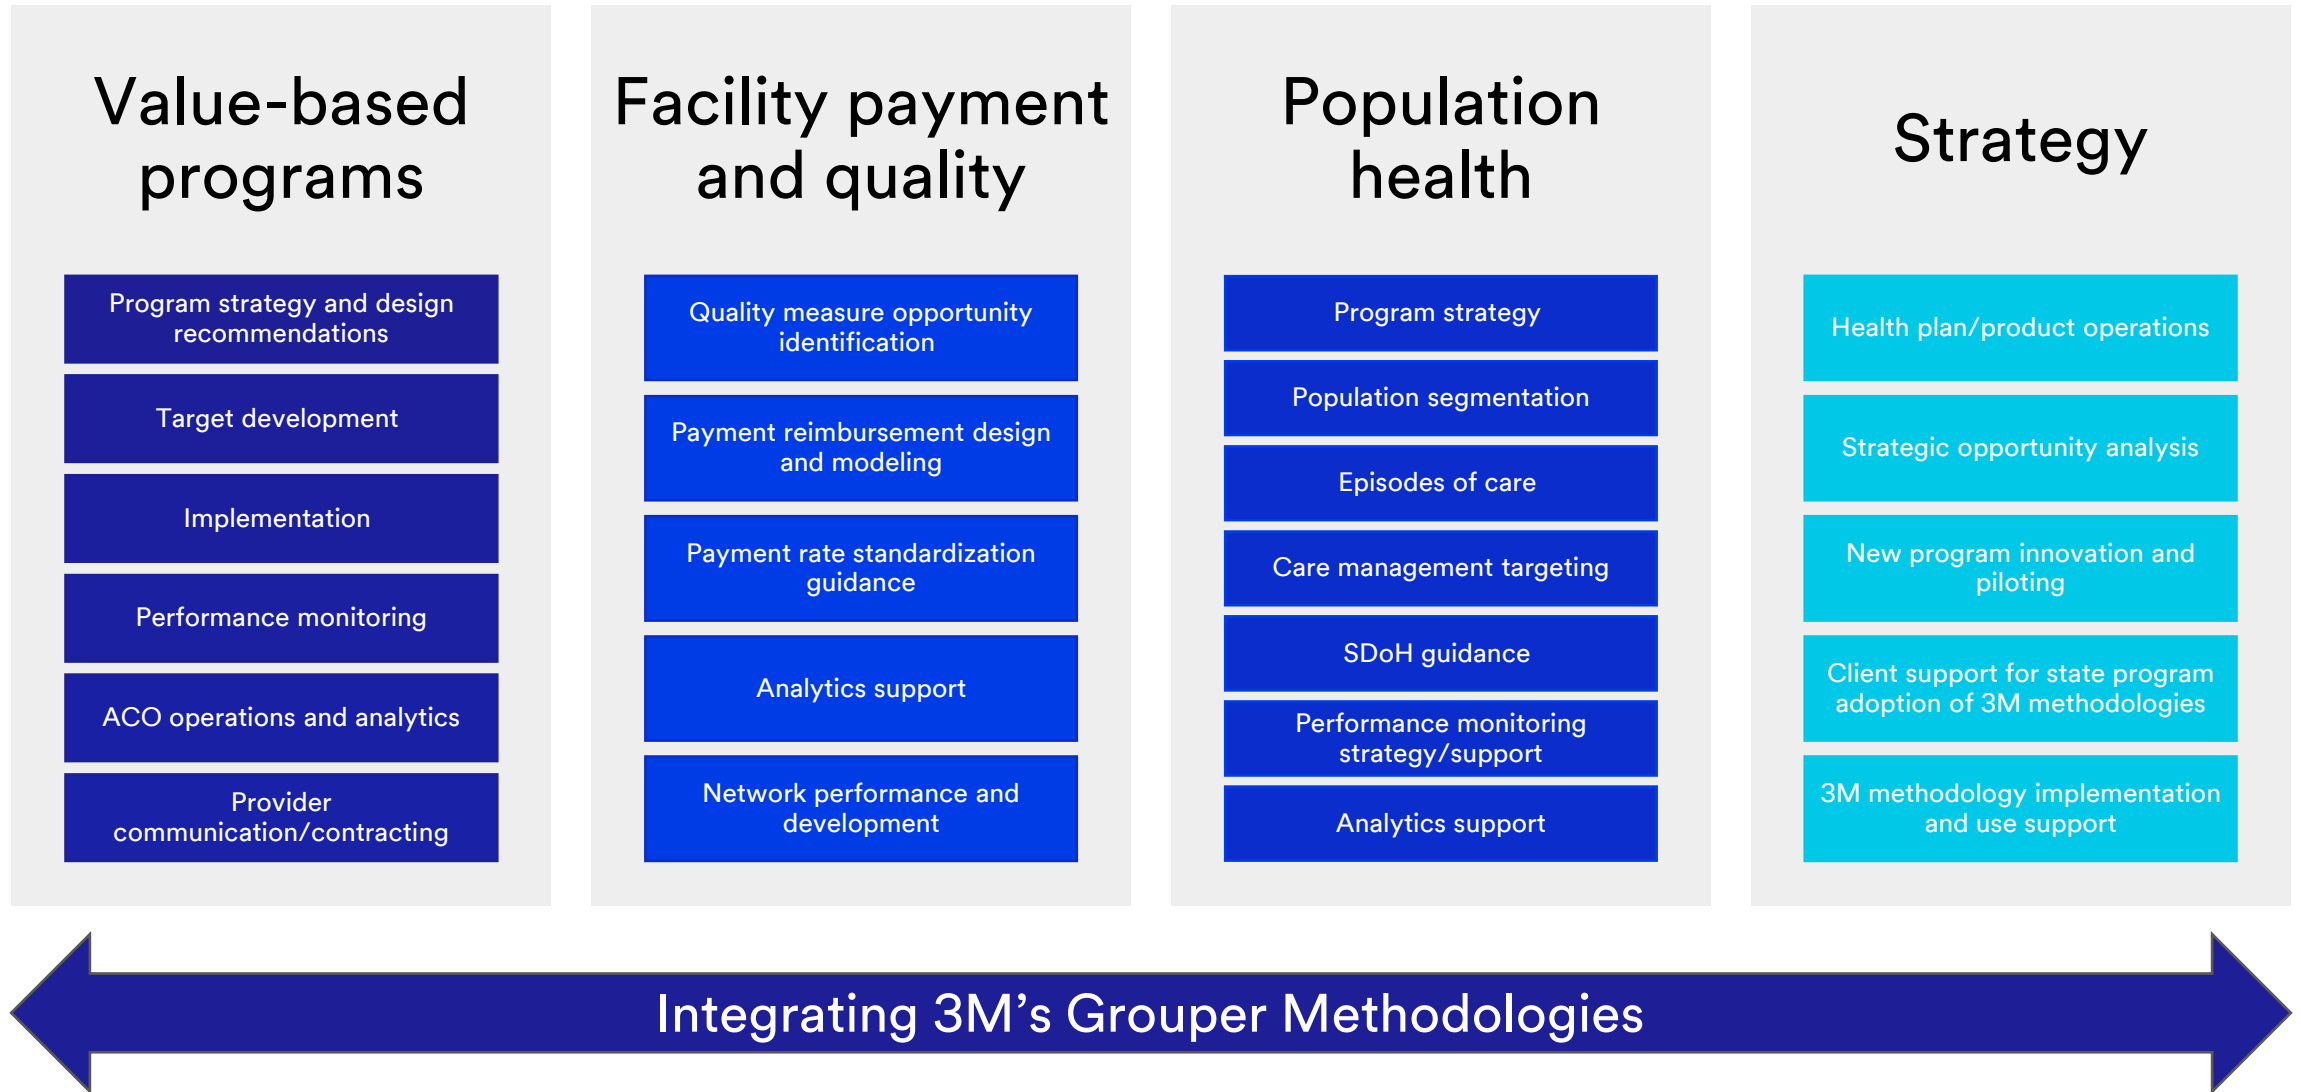 Value-based
programs
Program strategy and design
recommendations
Target development
Implementation
Performance monitoring
ACO operations and analytics
Provider
communication/contracting
Facility payment
and quality
Quality measure opportunity
identification
Payment reimbursement design
and modeling
Payment rate standardization
guidance
Analytics support
Network performance and
development
Population
health
Program strategy
Population segmentation
Episodes of care
Care management targeting
SDoH guidance
Performance monitoring
strategy/support
Analytics support
Strategy
Health plan/product operations
Strategic opportunity analysis
New program innovation and
piloting
Client support for state program
adoption of 3M methodologies
3M methodology implementation
and use support
Integrating 3M’s Grouper Methodologies